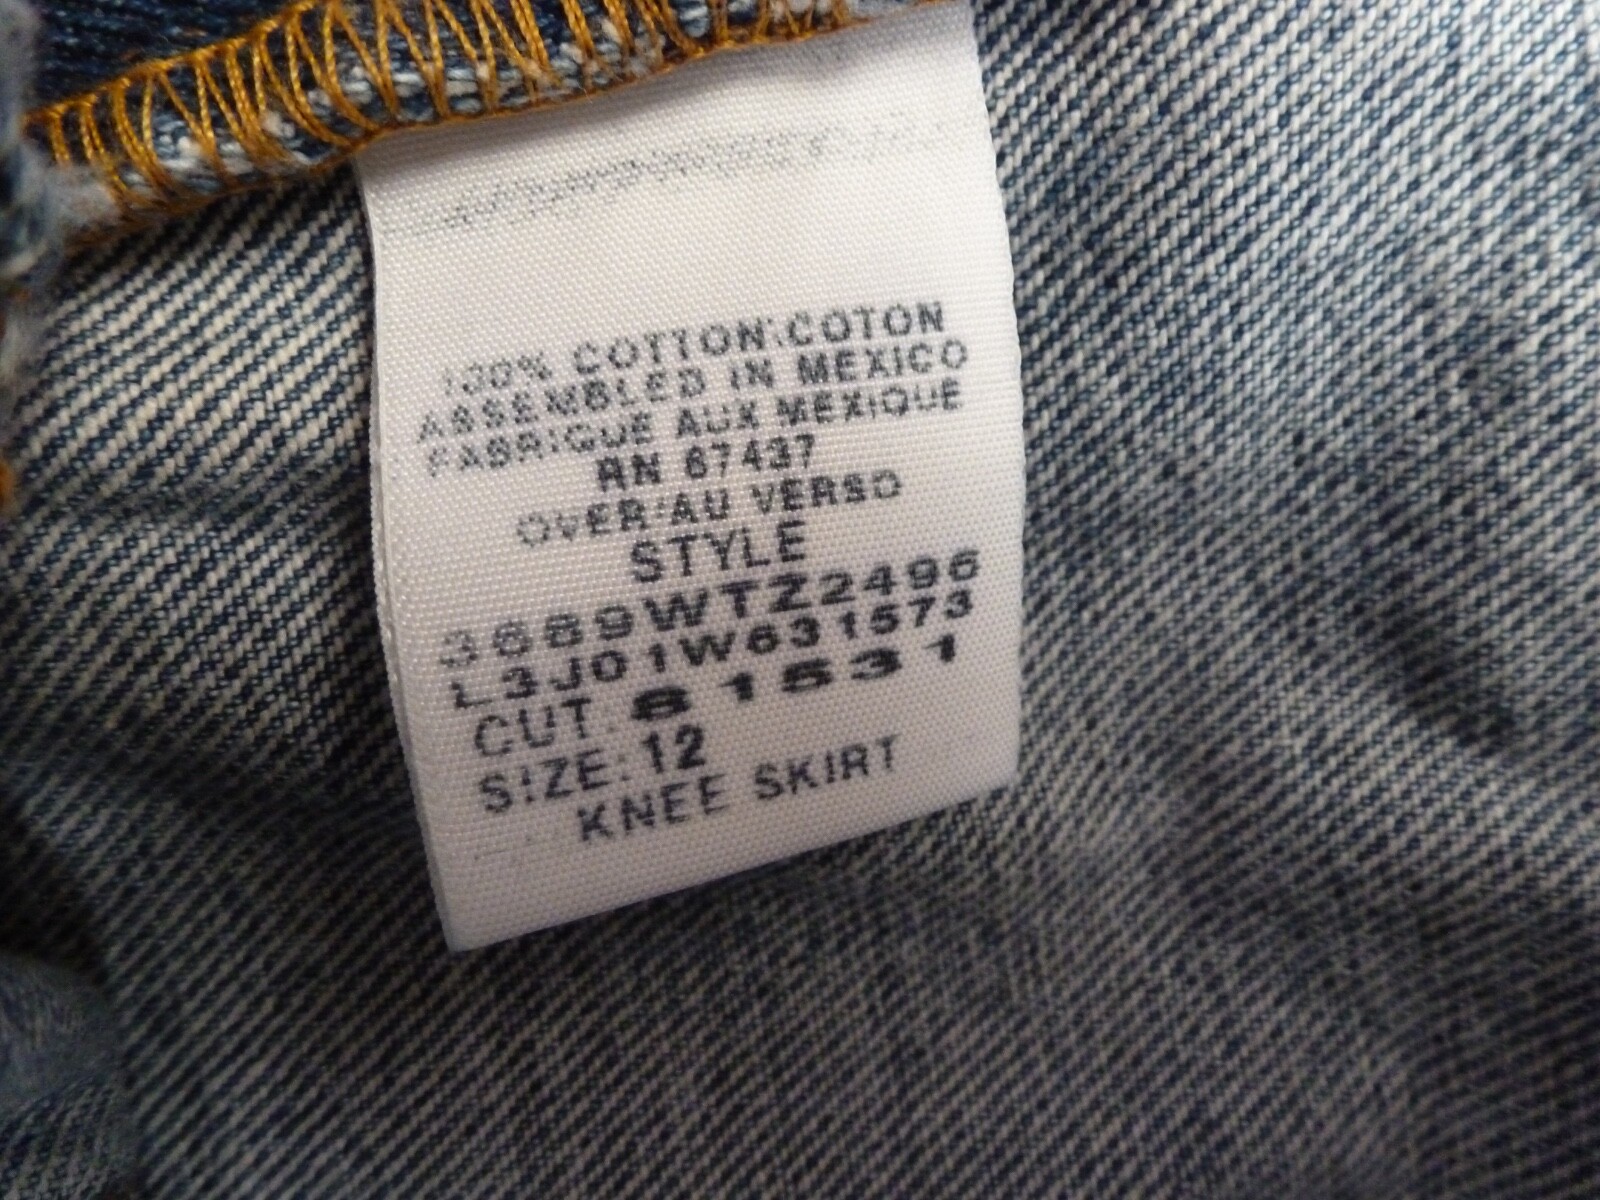 100% COTTON:COTON
ASSEMBLED IN MEXICO
FABRIQUE AUX MEXIQUE
RN 67437
OVER/AU VERSO
STYLE
3689WTZ2496
L3J01W631573
CUT: 61531
SIZE: 12
KNEE SKIRT